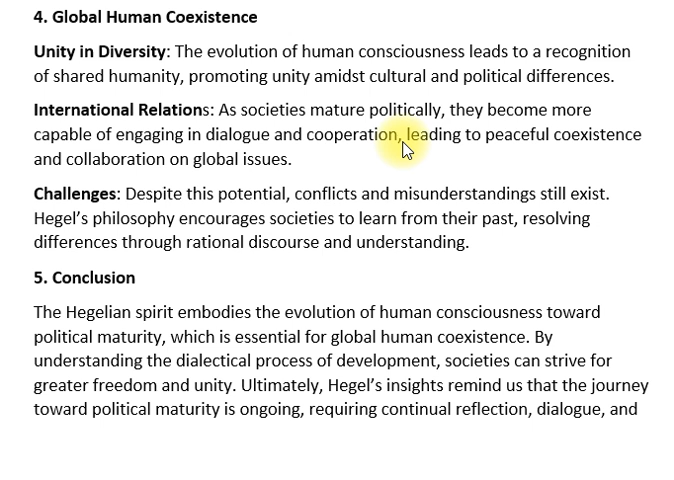 4. Global Human Coexistence
Unity in Diversity: The evolution of human consciousness leads to a recognition
of shared humanity, promoting unity amidst cultural and political differences.
International Relations: As societies mature politically, they become more
capable of engaging in dialogue and cooperation, leading to peaceful coexistence
and collaboration on global issues.
Challenges: Despite this potential, conflicts and misunderstandings still exist.
Hegel's philosophy encourages societies to learn from their past, resolving
differences through rational discourse and understanding.
5. Conclusion
The Hegelian spirit embodies the evolution of human consciousness toward
political maturity, which is essential for global human coexistence. By
understanding the dialectical process of development, societies can strive for
greater freedom and unity. Ultimately, Hegel's insights remind us that the journey
toward political maturity is ongoing, requiring continual reflection, dialogue, and